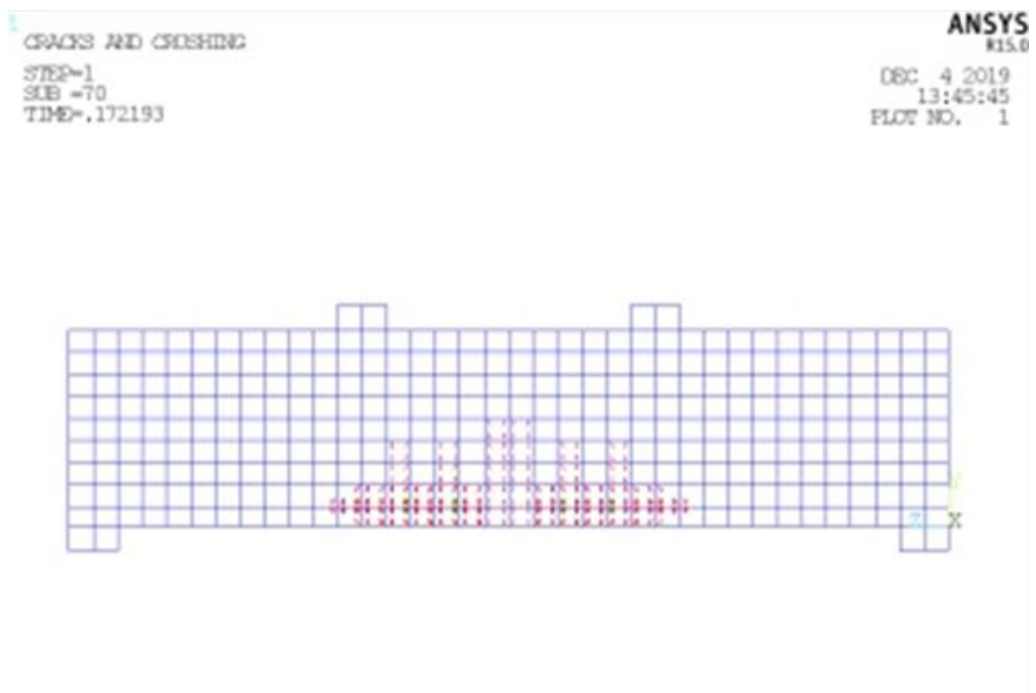 1
CRACKS AND CRUSHING
STEP=1
SUB =70
TIME=.172193
ANSYS
R15.0
DEC 4 2019
13:45:45
PLOT NO. 1
X